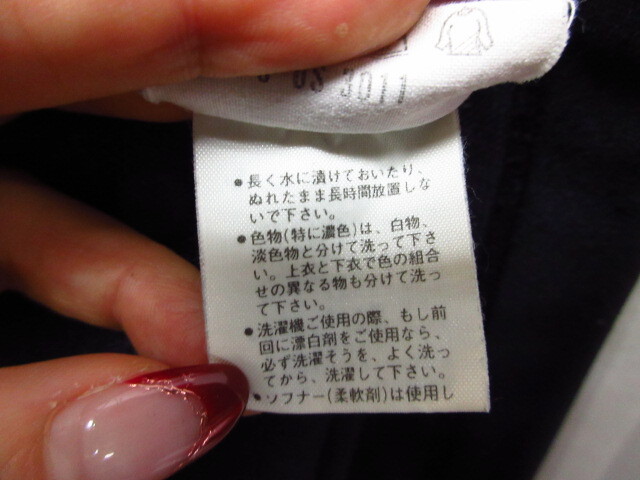 ●長く水に漬けておいたり、
ぬれたまま長時間放置しな
いで下さい。
●色物(特に濃色)は、白物、
淡色物と分けて洗って下さ
い。上衣と下衣で色の組合
せの異なる物も分けて洗っ
て下さい。
●洗濯機ご使用の際、もし前
回に漂白剤をご使用なら、
必ず洗濯そうを、よく洗っ
てから、洗濯して下さい。
●ソフナー(柔軟剤)は使用し